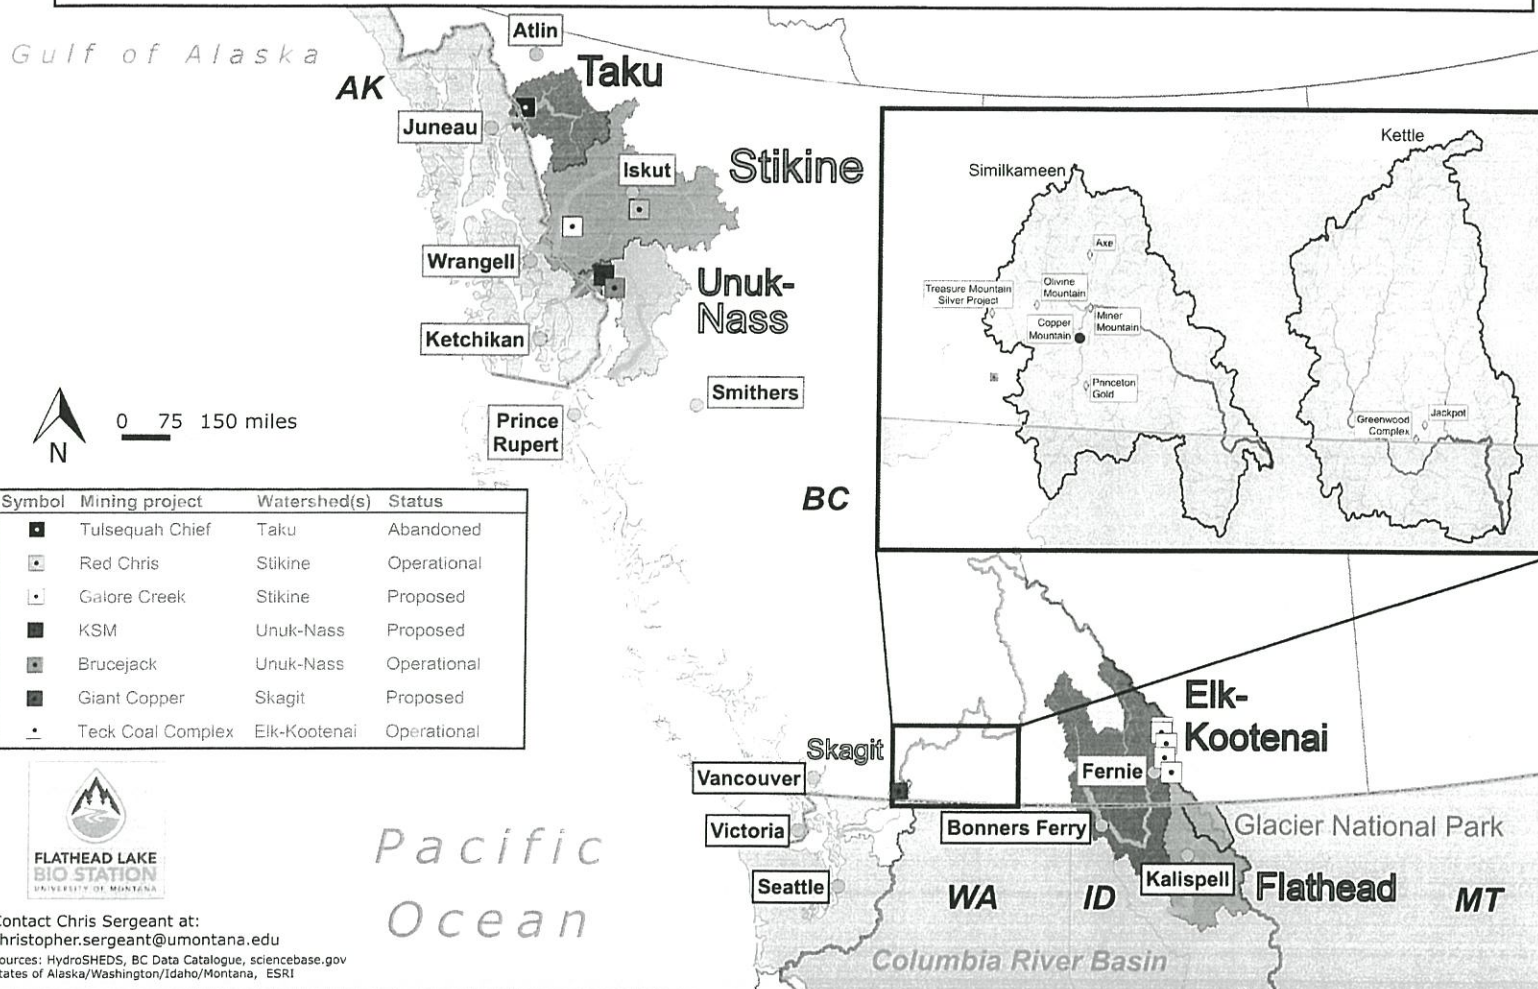 Gulf of Alaska
Atlin
AK
Taku
Juneau
Iskut
Stikine
Wrangell
Unuk-
Nass
Ketchikan
Smithers
Prince
Rupert
N
0 75 150 miles
BC
Similkameen
Kettle
Axe
Treasure Mountain
Silver Project
Olivine
Mountain
Miner
Mountain
Copper
Mountain
Princeton
Gold
Greenwood
Complex
Jackpot
Symbol Mining project Watershed(s) Status
Tulsequah Chief Taku Abandoned
Red Chris Stikine Operational
Galore Creek Stikine Proposed
KSM Unuk-Nass Proposed
Brucejack Unuk-Nass Operational
Giant Copper Skagit Proposed
Teck Coal Complex Elk-Kootenai Operational
Elk-
Kootenai
Skagit
Vancouver
Fernie
Victoria
Bonners Ferry
Glacier National Park
Seattle
Kalispell
Flathead
WA
ID
MT
Pacific
Ocean
Columbia River Basin
FLATHEAD LAKE
BIO STATION
UNIVERSITY OF MONTANA
ontact Chris Sergeant at:
hristopher.sergeant@umontana.edu
ources: HydroSHEDS, BC Data Catalogue, sciencebase.gov
tates of Alaska/Washington/Idaho/Montana, ESRI